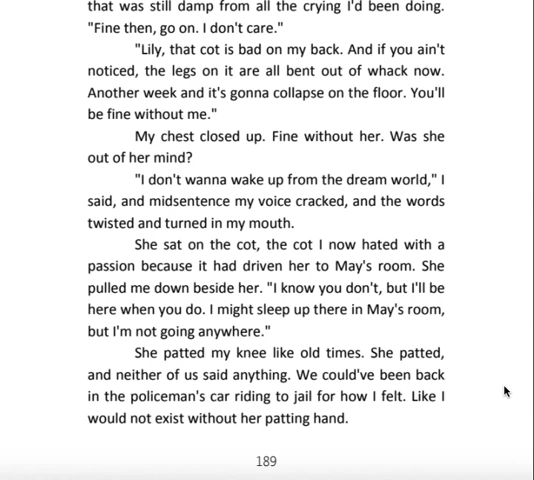 that was still damp from all the crying I'd been doing.
"Fine then, go on. I don't care."
"Lily, that cot is bad on my back. And if you ain't
noticed, the legs on it are all bent out of whack now.
Another week and it's gonna collapse on the floor. You'll
be fine without me."
My chest closed up. Fine without her. Was she
out of her mind?
"I don't wanna wake up from the dream world," I
said, and midsentence my voice cracked, and the words
twisted and turned in my mouth.
She sat on the cot, the cot I now hated with a
passion because it had driven her to May's room. She
pulled me down beside her. "I know you don't, but I'll be
here when you do. I might sleep up there in May's room,
but I'm not going anywhere."
She patted my knee like old times. She patted,
and neither of us said anything. We could've been back
in the policeman's car riding to jail for how I felt. Like I
would not exist without her patting hand.
189